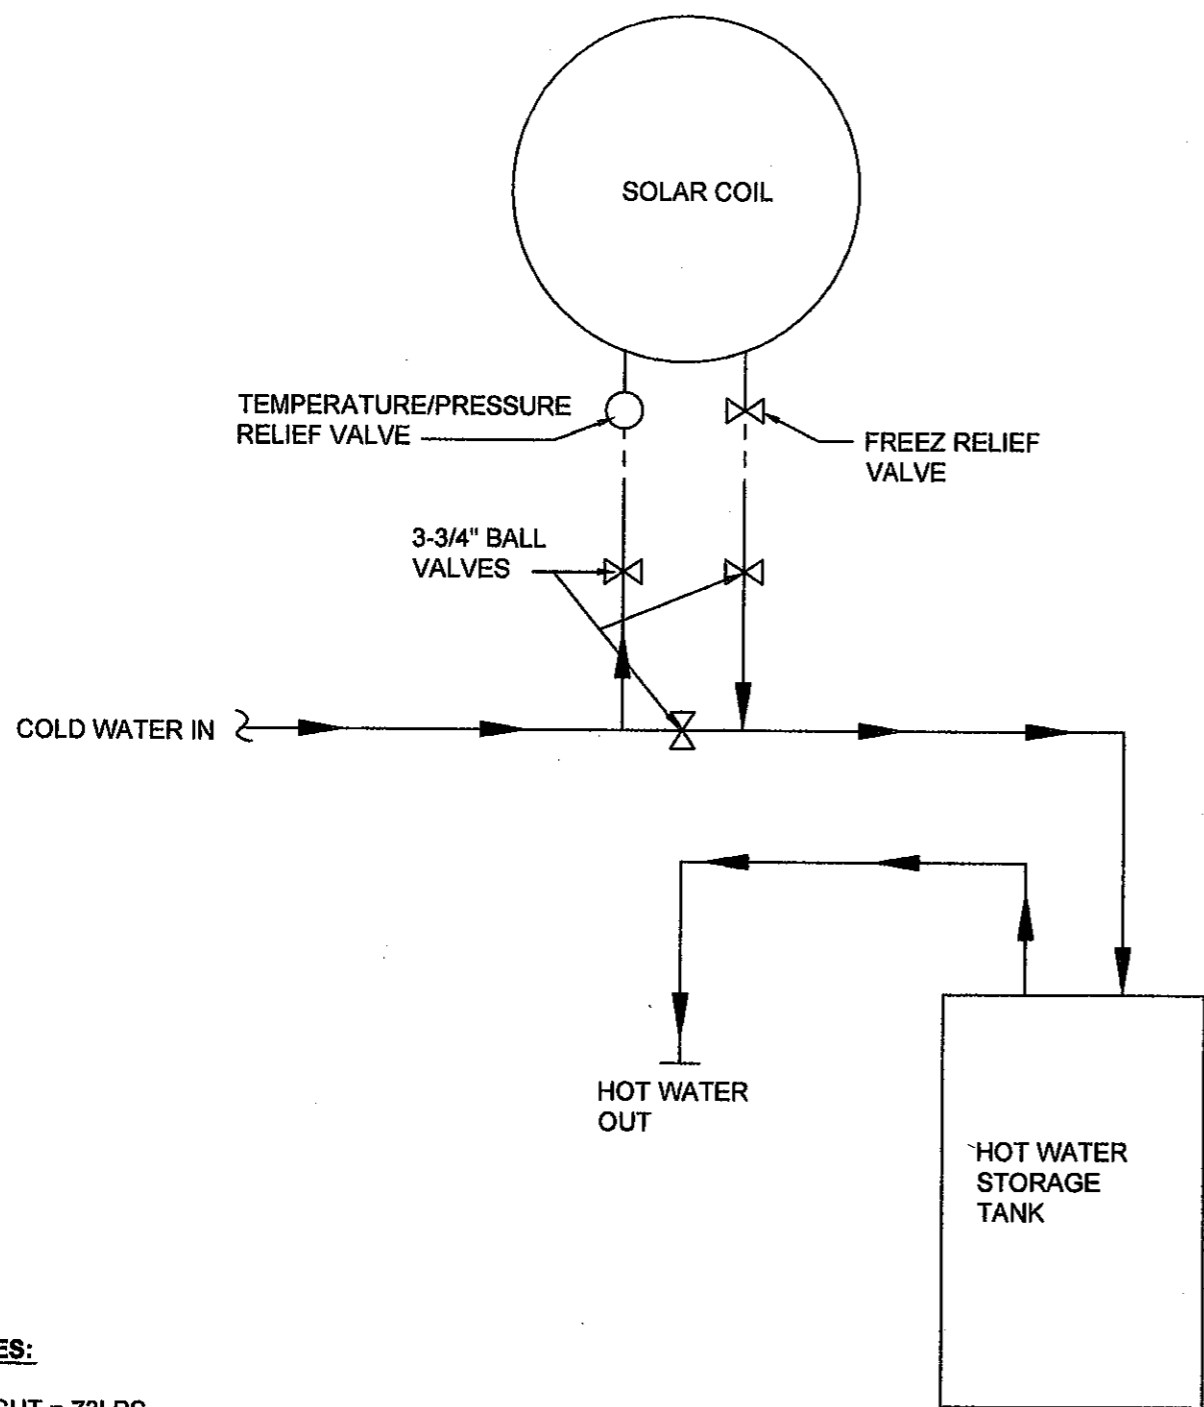 SOLAR COIL
TEMPERATURE/PRESSURE
RELIEF VALVE
FREEZ RELIEF
VALVE
3-3/4" BALL
VALVES
COLD WATER IN
HOT WATER
OUT
HOT WATER
STORAGE
TANK
ES: